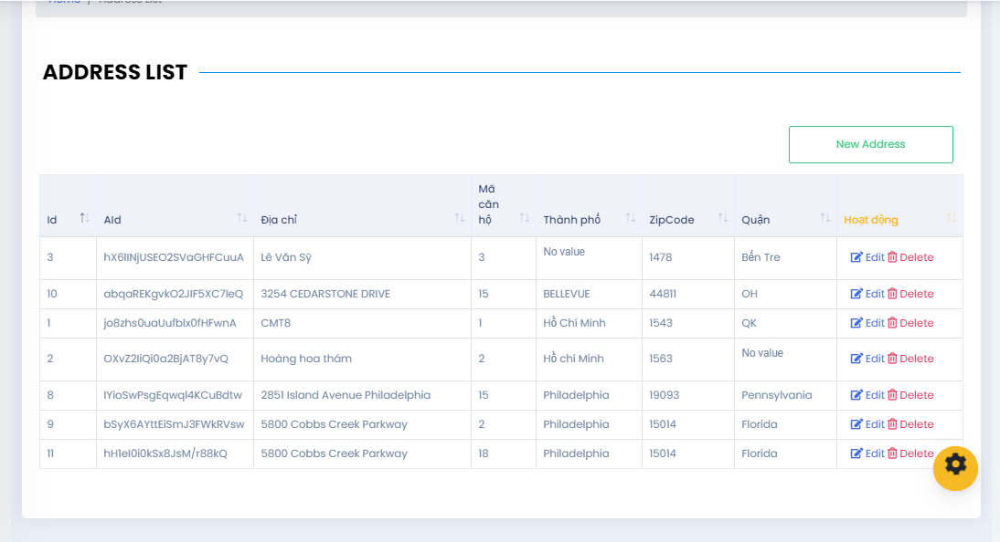 Home / Address List
ADDRESS LIST
New Address
Id AId Địa chỉ Mã căn hộ Thành phố ZipCode Quận Hoạt động
3 hX6lINjUSEO2SVaGHFCuuA Lê Văn Sỹ 3 No value 1478 Bến Tre Edit Delete
10 abqaREKgvkO2JIF5XC7IeQ 3254 CEDARSTONE DRIVE 15 BELLEVUE 44811 OH Edit Delete
1 jo8zhs0uaUufbIx0fHFwnA CMT8 1 Hồ Chí Minh 1543 QK Edit Delete
2 OXvZ2IiQi0a2BjAT8y7vQ Hoàng hoa thám 2 Hồ chí Minh 1563 No value Edit Delete
8 IYioSwPsgEqwql4KCuBdtw 2851 Island Avenue Philadelphia 15 Philadelphia 19093 Pennsylvania Edit Delete
9 bSyX6AYttEiSmJ3FWkRVsw 5800 Cobbs Creek Parkway 2 Philadelphia 15014 Florida Edit Delete
11 hH1eI0i0kSx8JsM/r88kQ 5800 Cobbs Creek Parkway 18 Philadelphia 15014 Florida Edit Delete